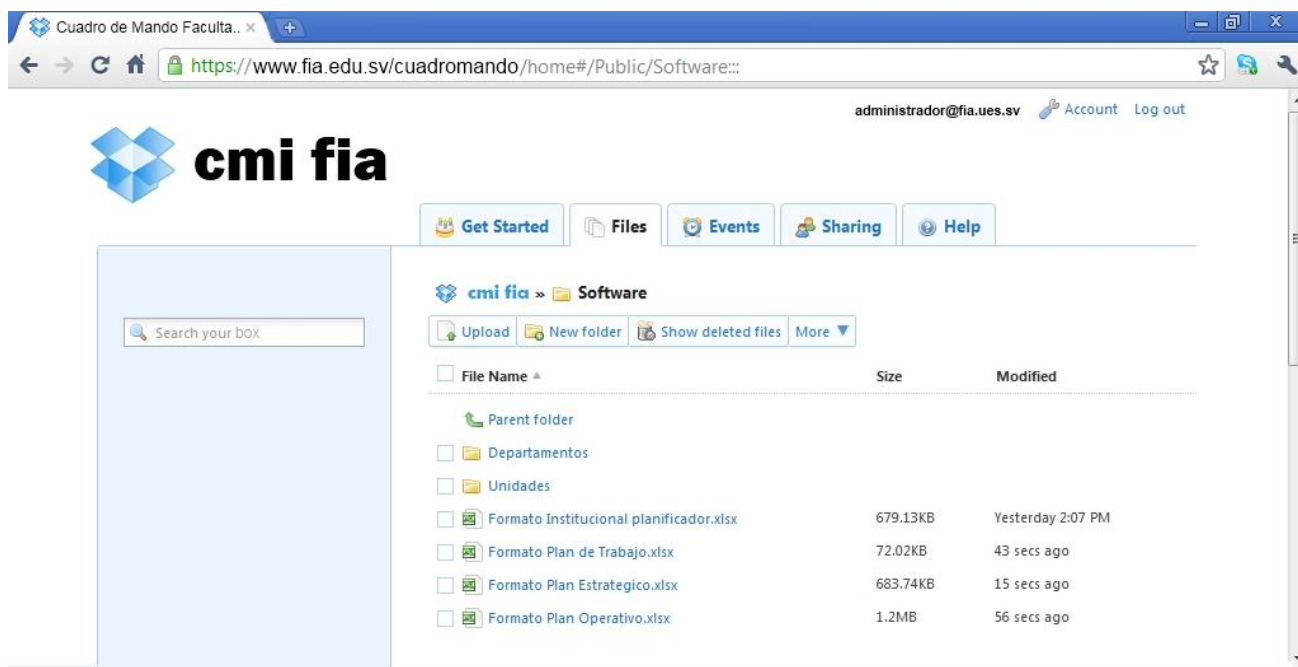 Cuadro de Mando Faculta..
https://www.fia.edu.sv/cuadromando/home#/Public/Software:::
administrador@fia.ues.sv Account Log out
cmi fia
Get Started Files Events Sharing Help
cmi fia » Software
Search your box
Upload New folder Show deleted files More
File Name Size Modified
Parent folder
Departamentos
Unidades
Formato Institucional planificador.xlsx 679.13KB Yesterday 2:07 PM
Formato Plan de Trabajo.xlsx 72.02KB 43 secs ago
Formato Plan Estrategico.xlsx 683.74KB 15 secs ago
Formato Plan Operativo.xlsx 1.2MB 56 secs ago